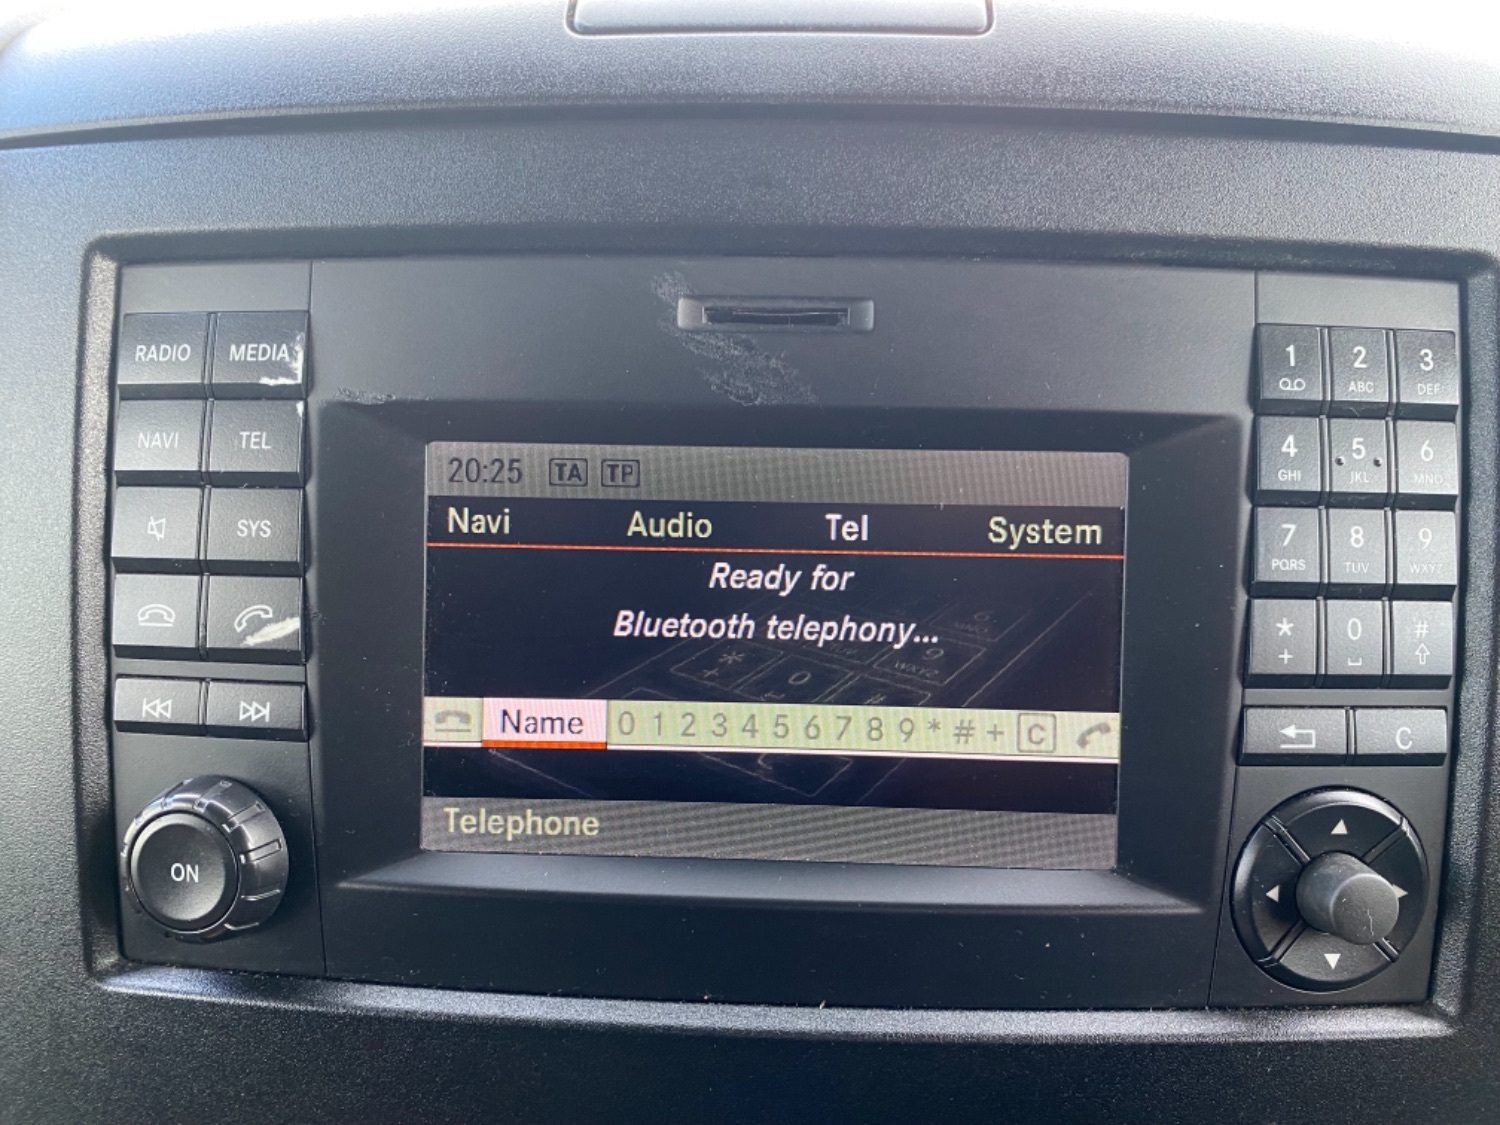 RADIO MEDIA
NAVI TEL
SYS
ON
20:25 TA TP
Navi Audio Tel System
Ready for
Bluetooth telephony...
Name 0 1 2 3 4 5 6 7 8 9 * # + C
Telephone
1 2 3
ABC DEF
4 5 6
GHI JKL MNO
7 8 9
PQRS TUV WXYZ
* 0 #
+
C